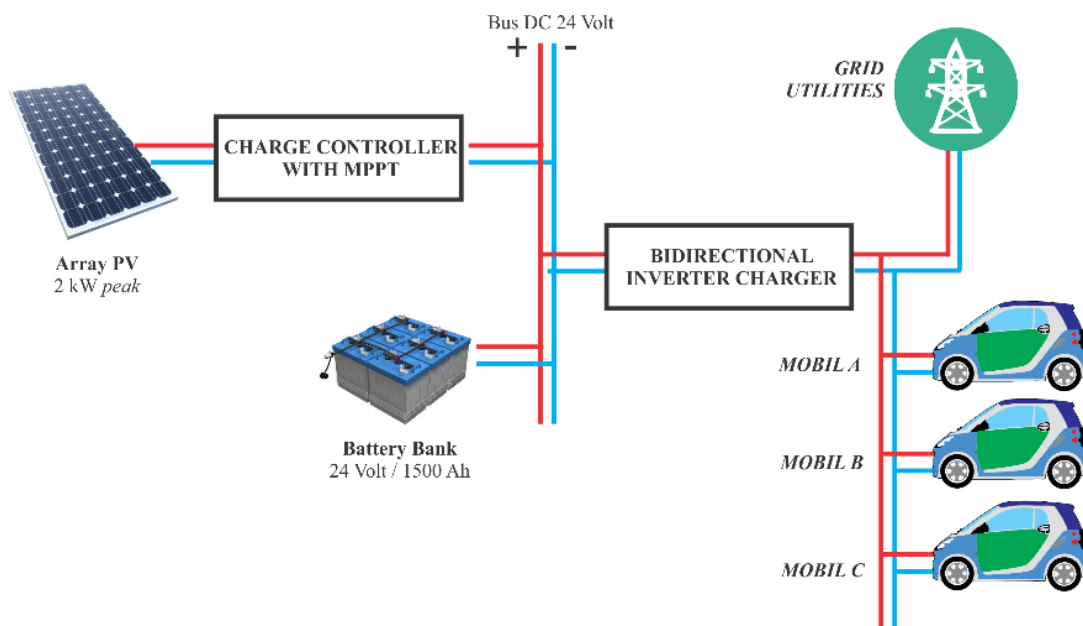 Bus DC 24 Volt
+ -
GRID
UTILITIES
CHARGE CONTROLLER
WITH MPPT
Array PV
2 kW peak
BIDIRECTIONAL
INVERTER CHARGER
MOBIL A
Battery Bank
24 Volt / 1500 Ah
MOBIL B
MOBIL C